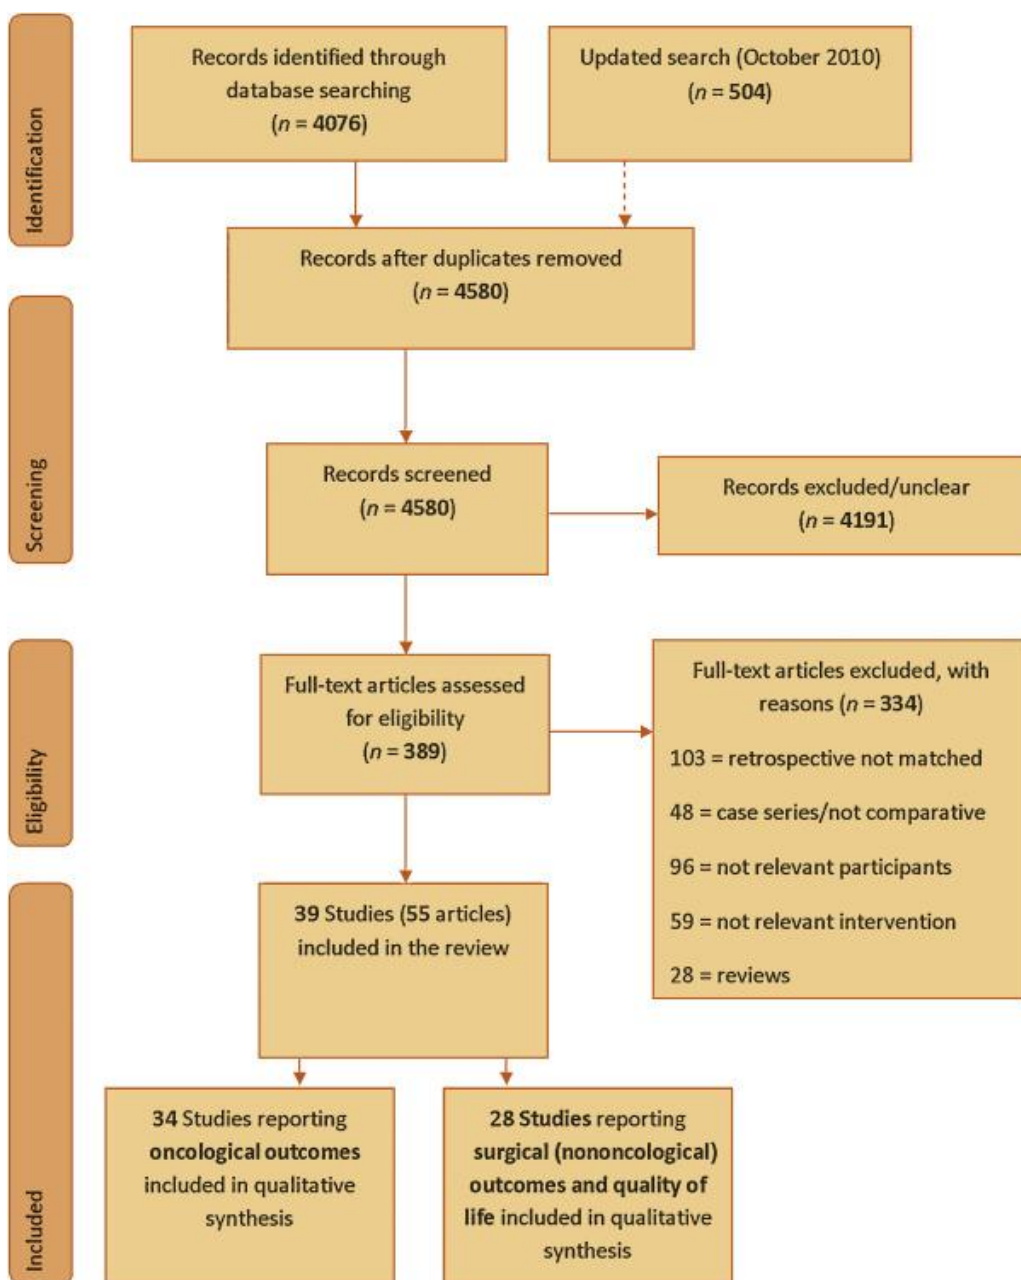 Identification
Records identified through
database searching
(n = 4076)
Updated search (October 2010)
(n = 504)
Records after duplicates removed
(n = 4580)
Screening
Records screened
(n = 4580)
Records excluded/unclear
(n = 4191)
Eligibility
Full-text articles assessed
for eligibility
(n = 389)
Full-text articles excluded, with
reasons (n = 334)
103 = retrospective not matched
48 = case series/not comparative
96 = not relevant participants
59 = not relevant intervention
28 = reviews
Included
39 Studies (55 articles)
included in the review
34 Studies reporting
oncological outcomes
included in qualitative
synthesis
28 Studies reporting
surgical (nononcological)
outcomes and quality of
life included in qualitative
synthesis